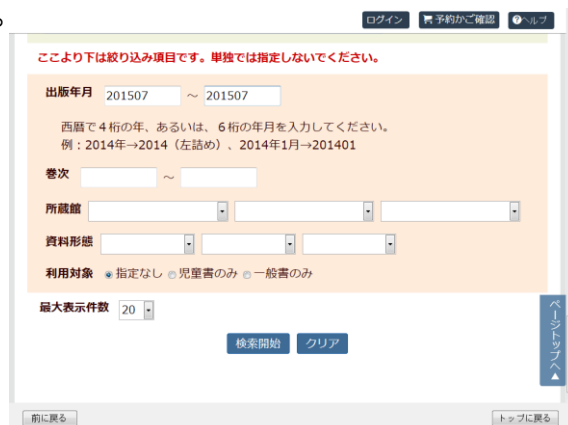 ログイン 予約かご確認 ?ヘルプ
ここより下は絞り込み項目です。単独では指定しないでください。
出版年月 201507 ～ 201507
西暦で4桁の年、あるいは、6桁の年月を入力してください。
例：2014年→2014（左詰め）、2014年1月→201401
巻次 ～
所蔵館
資料形態
利用対象 指定なし 児童書のみ 一般書のみ
最大表示件数 20
検索開始 クリア
ページトップへ▲
前に戻る トップに戻る